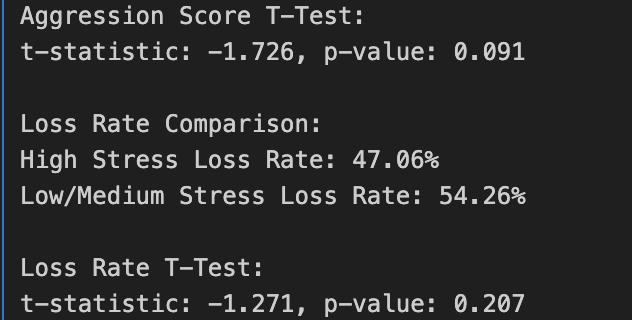 Aggression Score T-Test:
t-statistic: -1.726, p-value: 0.091
Loss Rate Comparison:
High Stress Loss Rate: 47.06%
Low/Medium Stress Loss Rate: 54.26%
Loss Rate T-Test:
t-statistic: -1.271, p-value: 0.207